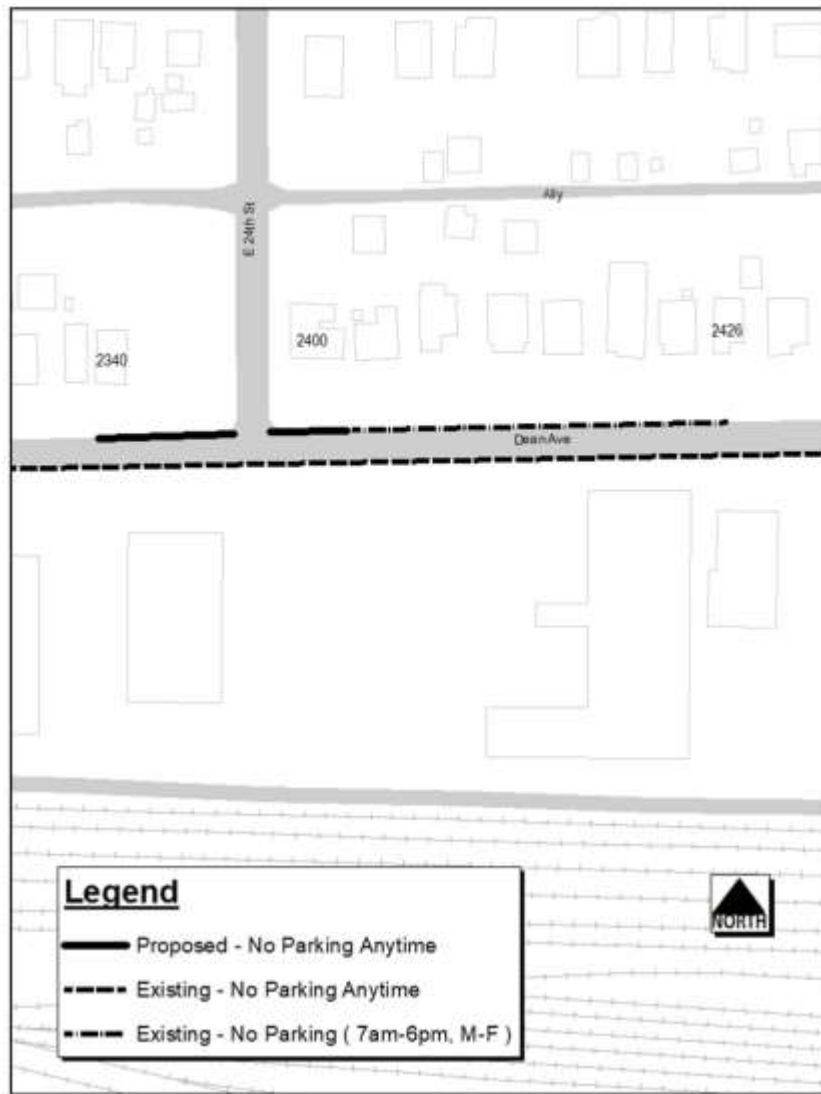 Ally
E 24th St
2340
2400
2426
Dean Ave
Legend
Proposed - No Parking Anytime
Existing - No Parking Anytime
Existing - No Parking ( 7am-6pm, M-F )
NORTH